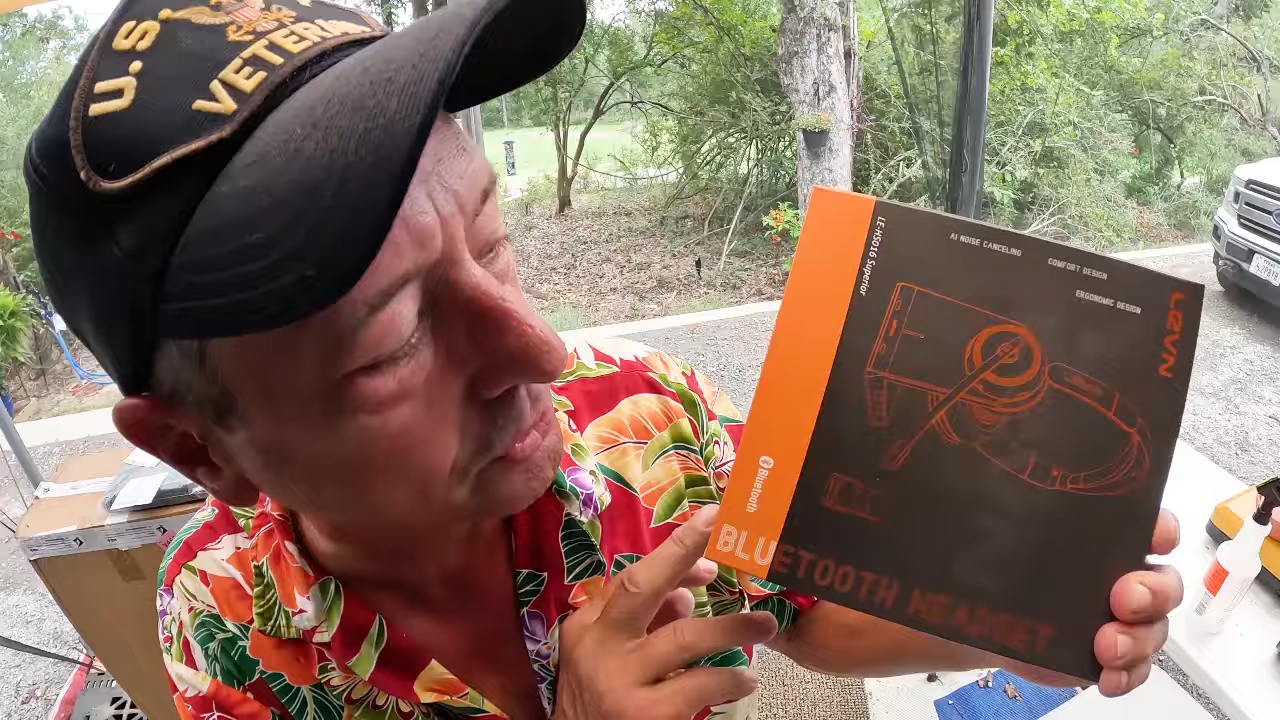 U.S
VETERAN
LE-HS016 Superior
AI NOISE CANCELING
COMFORT DESIGN
ERGONOMIC DESIGN
LEVN
Bluetooth
BLUETOOTH HEADSET